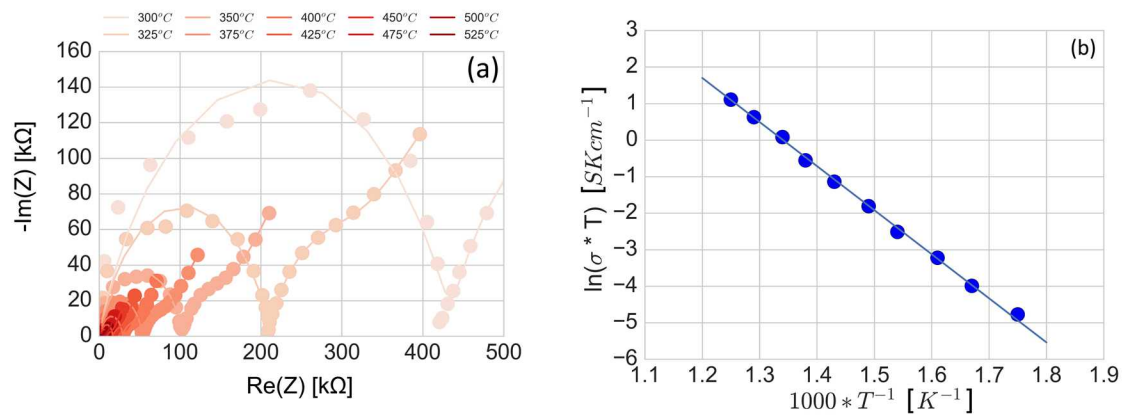 300°C 350°C 400°C 450°C 500°C
325°C 375°C 425°C 475°C 525°C
160
140
120
100
80
60
40
20
0
-Im(Z) [kΩ]
(a)
0 100 200 300 400 500
Re(Z) [kΩ]
3
2
1
0
−1
−2
−3
−4
−5
−6
ln(σ * T) [SKcm⁻¹]
(b)
1.1 1.2 1.3 1.4 1.5 1.6 1.7 1.8 1.9
1000 * T⁻¹ [K⁻¹]